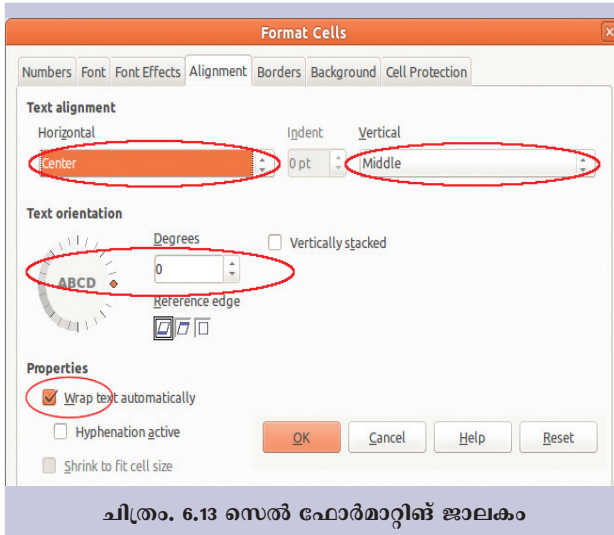 Format Cells
Numbers Font Font Effects Alignment Borders Background Cell Protection
Text alignment
Horizontal Indent Vertical
Center 0 pt Middle
Text orientation
Degrees Vertically stacked
ABCD 0
Reference edge
Properties
Wrap text automatically
Hyphenation active OK Cancel Help Reset
Shrink to fit cell size
ചിത്രം. 6.13 സെൽ ഫോർമാറ്റിങ് ജാലകം